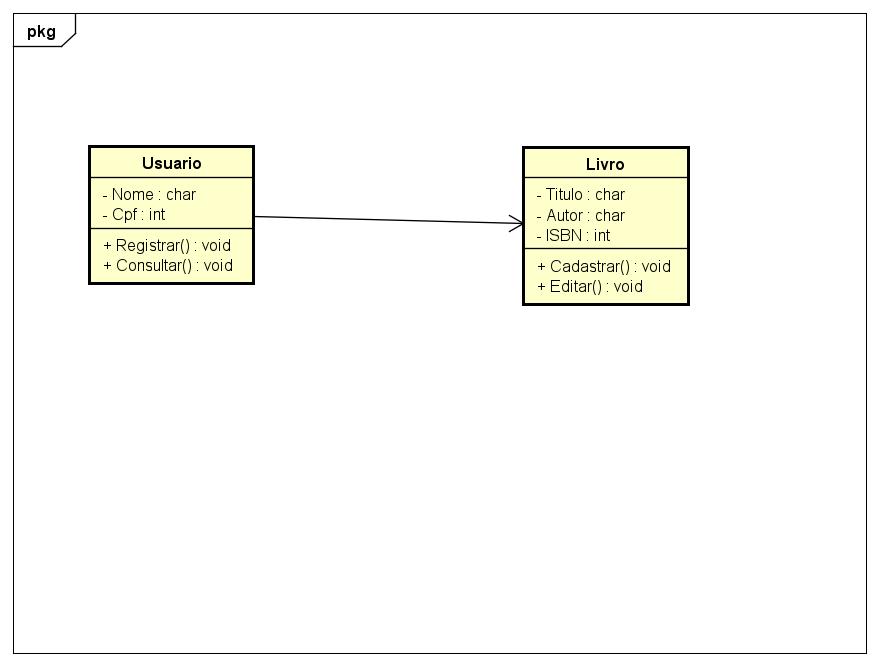 pkg
Usuario
- Nome : char
- Cpf : int
+ Registrar() : void
+ Consultar() : void
Livro
- Titulo : char
- Autor : char
- ISBN : int
+ Cadastrar() : void
+ Editar() : void